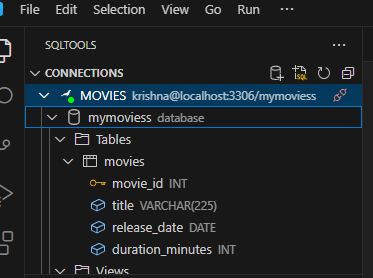 File Edit Selection View Go ···
SQLTOOLS ···
CONNECTIONS
MOVIES krishna@localhost:3306/mymoviess
mymoviess database
Tables
movies
movie_id INT
title VARCHAR(225)
release_date DATE
duration_minutes INT
Views